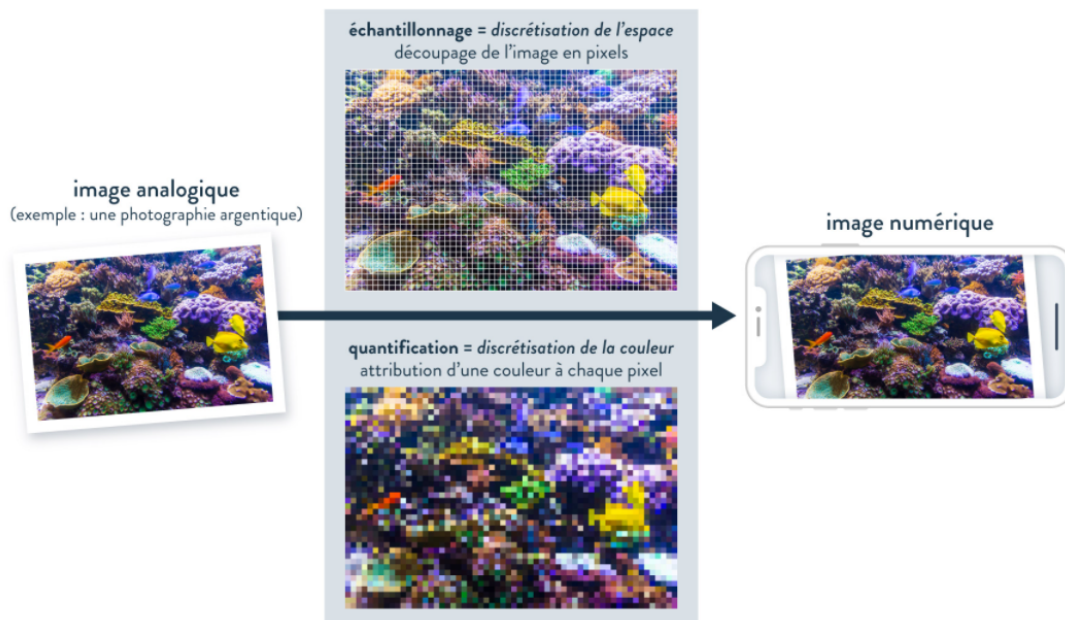 échantillonnage = discrétisation de l'espace
découpage de l'image en pixels
image analogique
(exemple : une photographie argentique)
image numérique
quantification = discrétisation de la couleur
attribution d'une couleur à chaque pixel